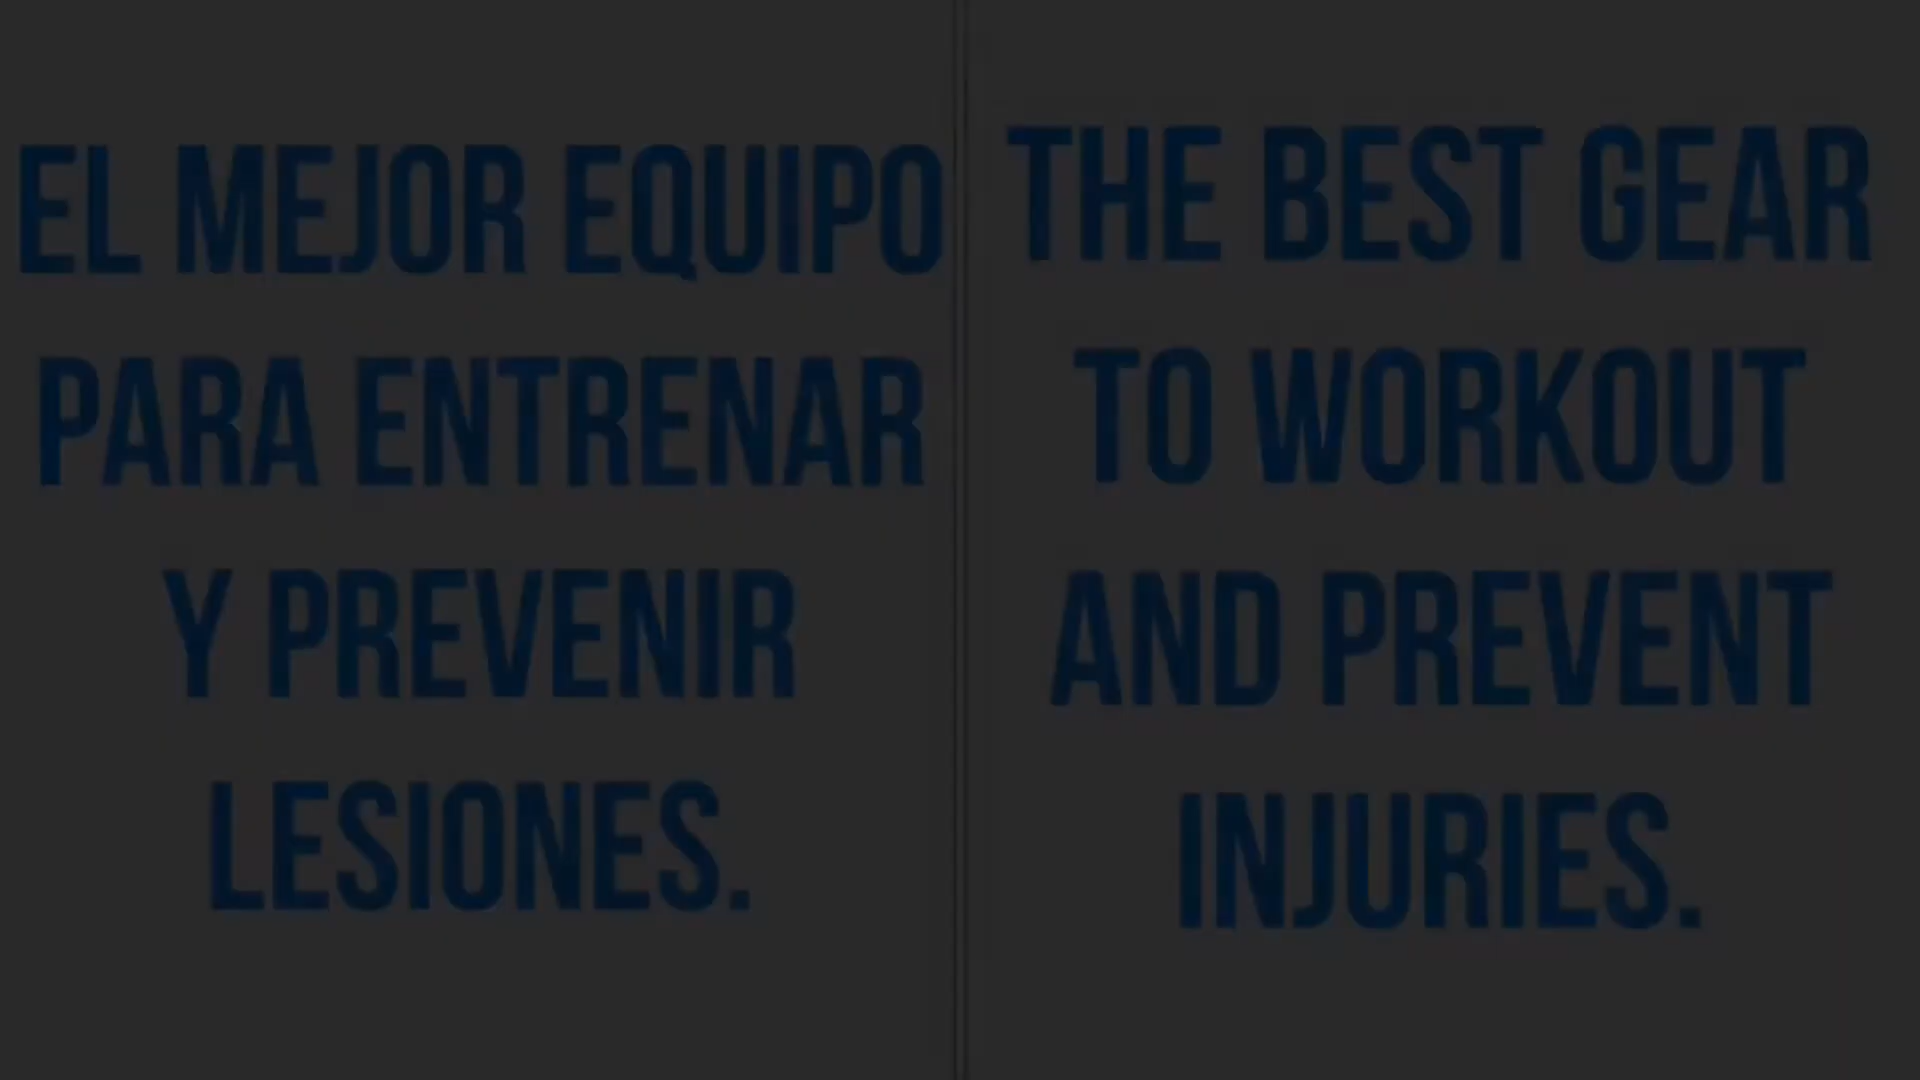 EL MEJOR EQUIPO
PARA ENTRENAR
Y PREVENIR
LESIONES.
THE BEST GEAR
TO WORKOUT
AND PREVENT
INJURIES.